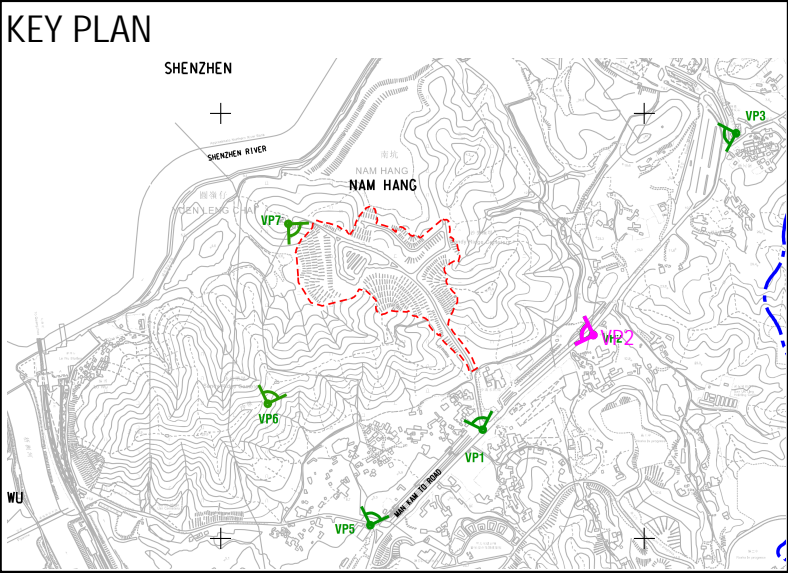 KEY PLAN
SHENZHEN
VP3
SHENZHEN RIVER
南坑
NAM HANG
NAM HANG
VP7
VP2
VP6
VP1
MAN KAM TO ROAD
WU
VP5